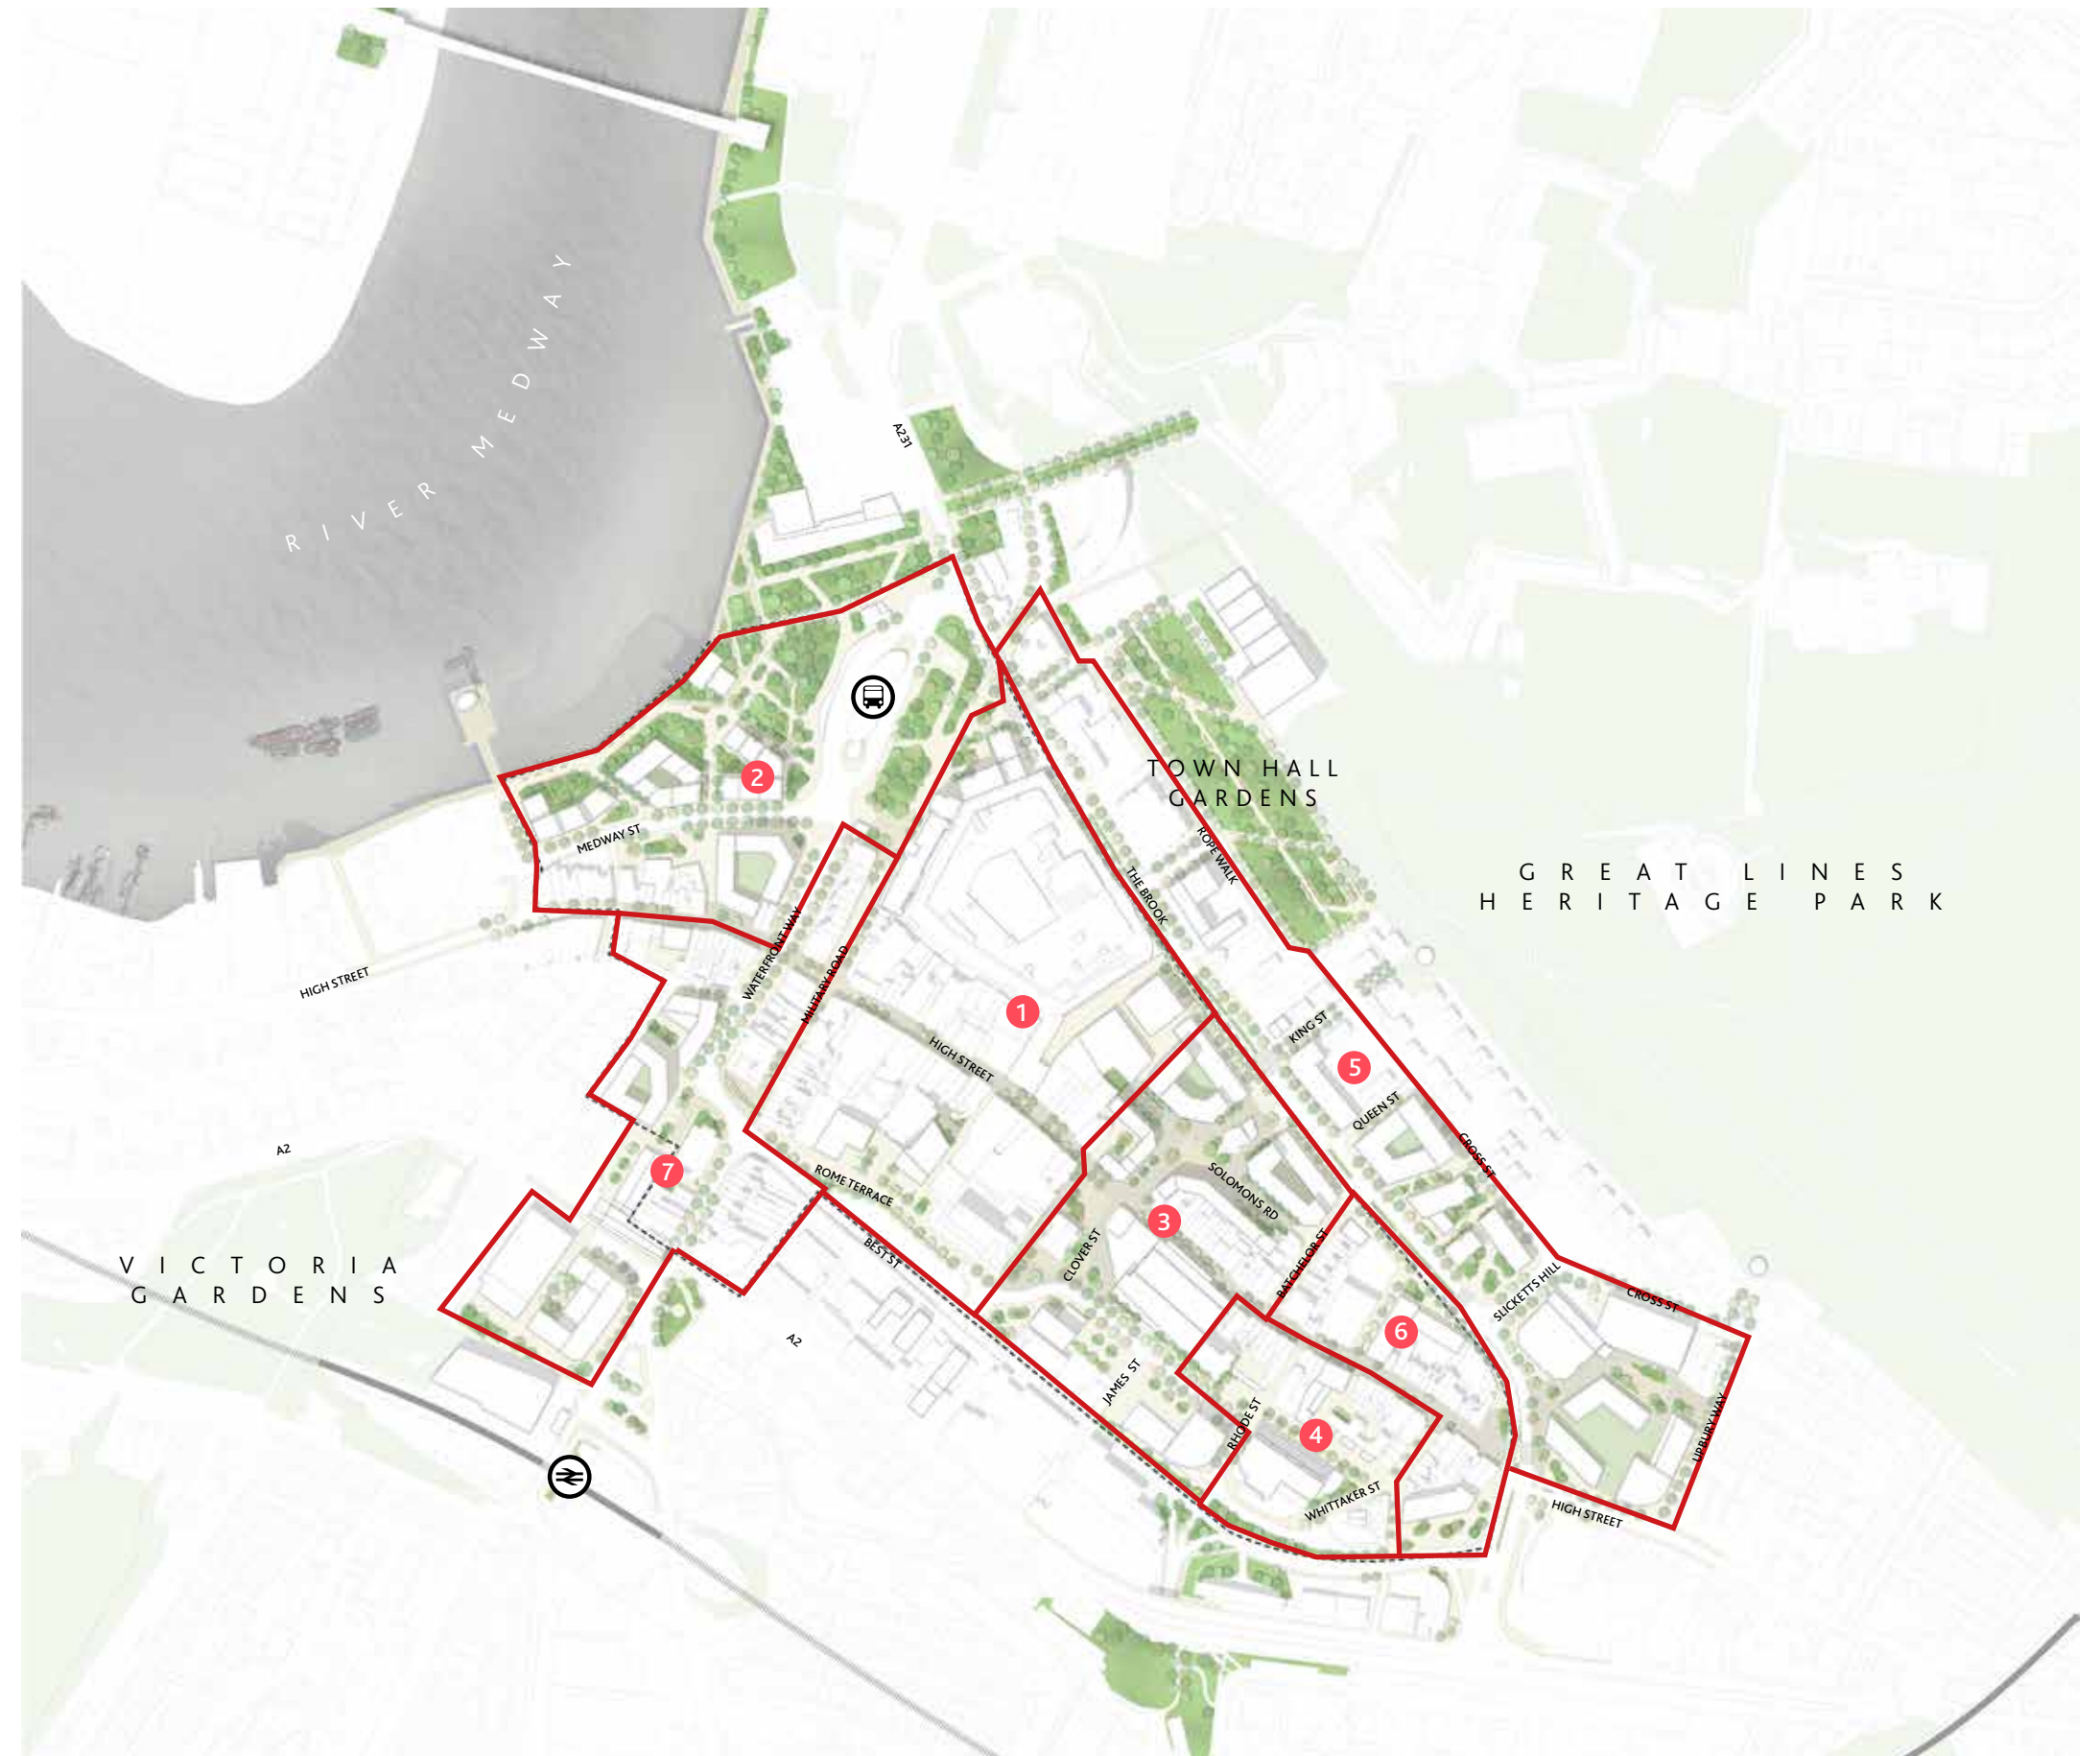 RIVER MEDWAY
A231
2
TOWN HALL
GARDENS
MEDWAY ST
ROPE WALK
THE BROOK
GREAT LINES
HERITAGE PARK
WATERFRONT WAY
MILITARY ROAD
HIGH STREET
1
HIGH STREET
KING ST
5
QUEEN ST
A2
7
ROME TERRACE
SOLOMONS RD
CROSS ST
3
BEST ST
CLOVER ST
BATCHELOR ST
VICTORIA
GARDENS
SLICKETTS HILL
CROSS ST
A2
6
JAMES ST
RHODE ST
4
UPBURY WAY
WHITTAKER ST
HIGH STREET